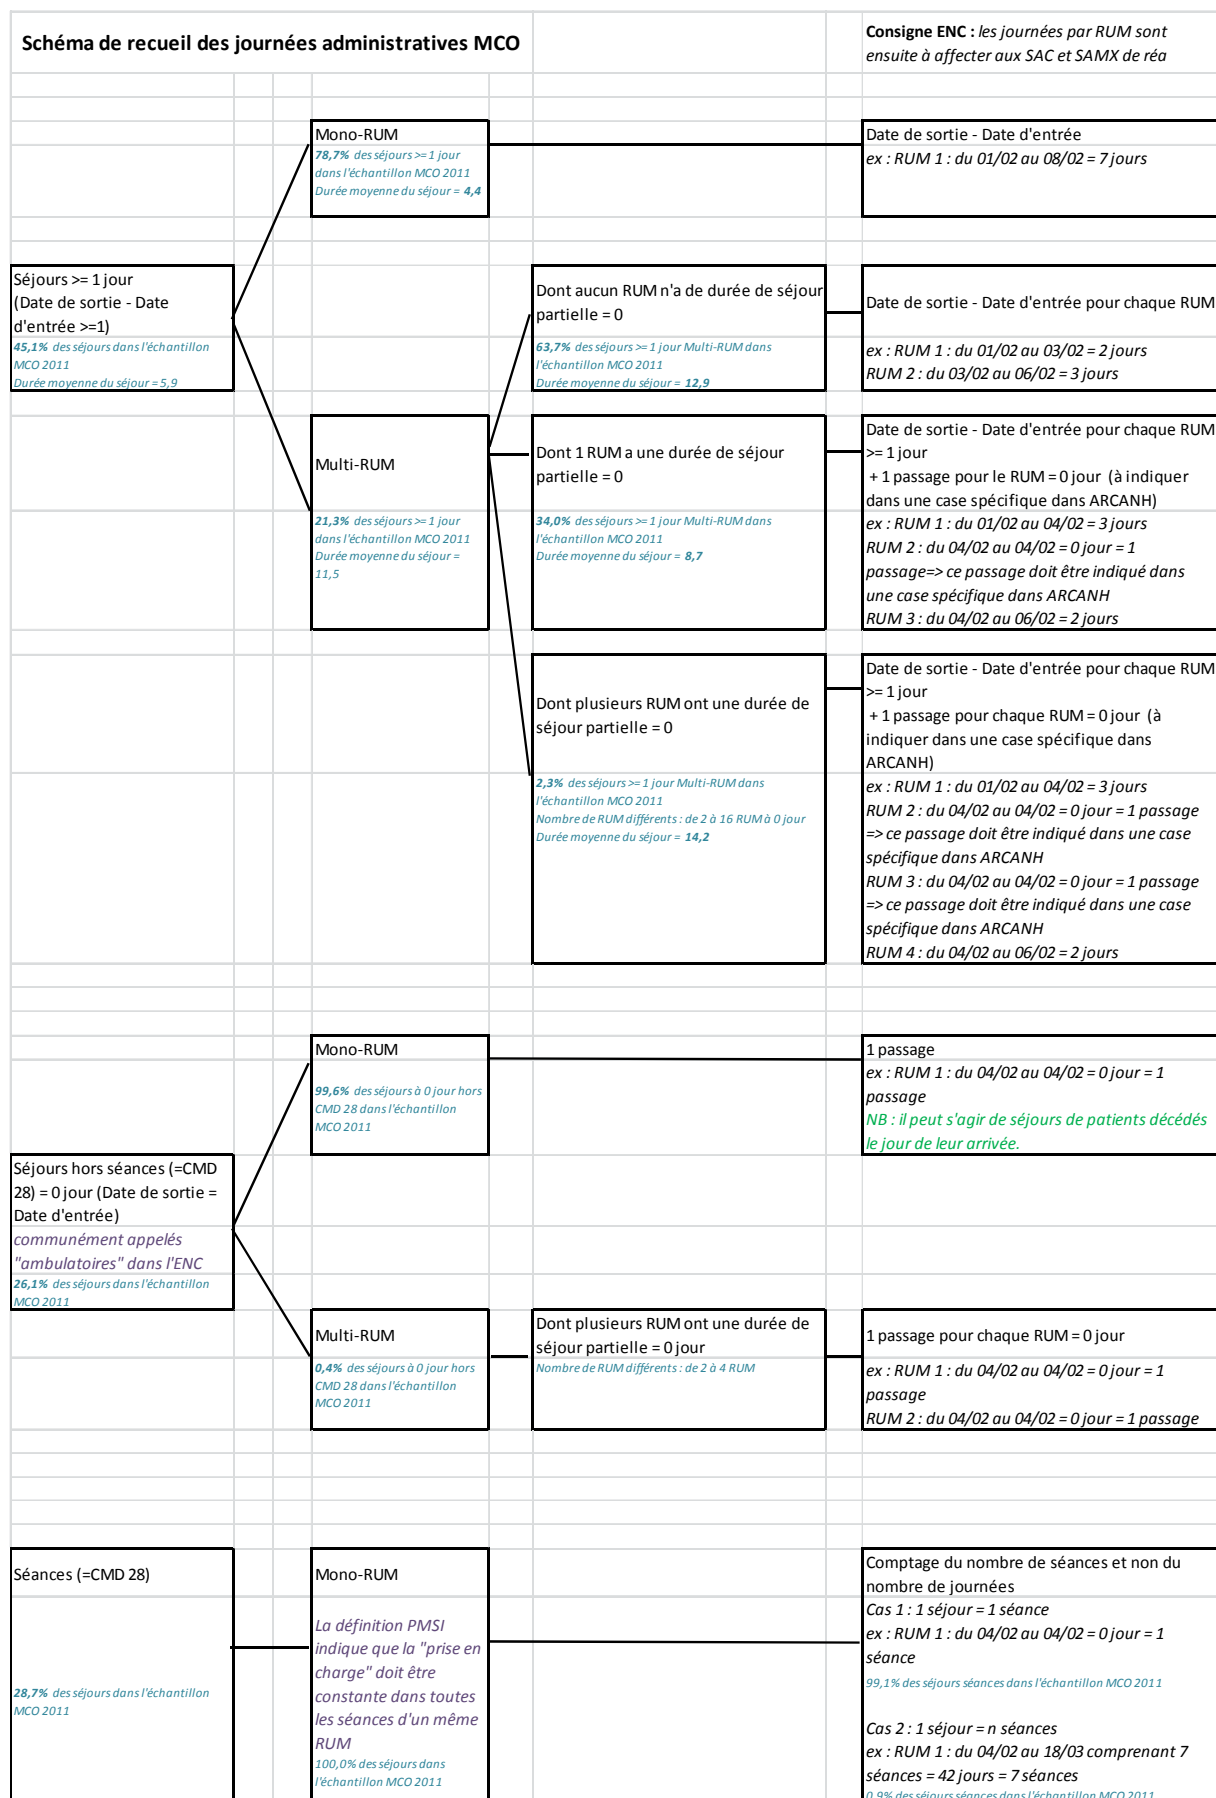 Schéma de recueil des journées administratives MCO
Consigne ENC : les journées par RUM sont
ensuite à affecter aux SAC et SAMX de réa
Mono-RUM
78,7% des séjours >= 1 jour
dans l'échantillon MCO 2011
Durée moyenne du séjour = 4,4
Date de sortie - Date d'entrée
ex : RUM 1 : du 01/02 au 08/02 = 7 jours
Séjours >= 1 jour
(Date de sortie - Date
d'entrée >=1)
45,1% des séjours dans l'échantillon
MCO 2011
Durée moyenne du séjour = 5,9
Dont aucun RUM n'a de durée de séjour
partielle = 0
63,7% des séjours >= 1 jour Multi-RUM dans
l'échantillon MCO 2011
Durée moyenne du séjour = 12,9
Date de sortie - Date d'entrée pour chaque RUM
ex : RUM 1 : du 01/02 au 03/02 = 2 jours
RUM 2 : du 03/02 au 06/02 = 3 jours
Multi-RUM
21,3% des séjours >= 1 jour
dans l'échantillon MCO 2011
Durée moyenne du séjour =
11,5
Dont 1 RUM a une durée de séjour
partielle = 0
34,0% des séjours >= 1 jour Multi-RUM dans
l'échantillon MCO 2011
Durée moyenne du séjour = 8,7
Date de sortie - Date d'entrée pour chaque RUM
>= 1 jour
+ 1 passage pour le RUM = 0 jour (à indiquer
dans une case spécifique dans ARCANH)
ex : RUM 1 : du 01/02 au 04/02 = 3 jours
RUM 2 : du 04/02 au 04/02 = 0 jour = 1
passage=> ce passage doit être indiqué dans
une case spécifique dans ARCANH
RUM 3 : du 04/02 au 06/02 = 2 jours
Dont plusieurs RUM ont une durée de
séjour partielle = 0
2,3% des séjours >= 1 jour Multi-RUM dans
l'échantillon MCO 2011
Nombre de RUM différents : de 2 à 16 RUM à 0 jour
Durée moyenne du séjour = 14,2
Date de sortie - Date d'entrée pour chaque RUM
>= 1 jour
+ 1 passage pour chaque RUM = 0 jour (à
indiquer dans une case spécifique dans
ARCANH)
ex : RUM 1 : du 01/02 au 04/02 = 3 jours
RUM 2 : du 04/02 au 04/02 = 0 jour = 1 passage
=> ce passage doit être indiqué dans une case
spécifique dans ARCANH
RUM 3 : du 04/02 au 04/02 = 0 jour = 1 passage
=> ce passage doit être indiqué dans une case
spécifique dans ARCANH
RUM 4 : du 04/02 au 06/02 = 2 jours
Mono-RUM
99,6% des séjours à 0 jour hors
CMD 28 dans l'échantillon
MCO 2011
1 passage
ex : RUM 1 : du 04/02 au 04/02 = 0 jour = 1
passage
NB : il peut s'agir de séjours de patients décédés
le jour de leur arrivée.
Séjours hors séances (=CMD
28) = 0 jour (Date de sortie =
Date d'entrée)
communément appelés
"ambulatoires" dans l'ENC
26,1% des séjours dans l'échantillon
MCO 2011
Multi-RUM
0,4% des séjours à 0 jour hors
CMD 28 dans l'échantillon
MCO 2011
Dont plusieurs RUM ont une durée de
séjour partielle = 0 jour
Nombre de RUM différents : de 2 à 4 RUM
1 passage pour chaque RUM = 0 jour
ex : RUM 1 : du 04/02 au 04/02 = 0 jour = 1
passage
RUM 2 : du 04/02 au 04/02 = 0 jour = 1 passage
Séances (=CMD 28)
28,7% des séjours dans l'échantillon
MCO 2011
Mono-RUM
La définition PMSI
indique que la "prise en
charge" doit être
constante dans toutes
les séances d'un même
RUM
100,0% des séjours dans
l'échantillon MCO 2011
Comptage du nombre de séances et non du
nombre de journées
Cas 1 : 1 séjour = 1 séance
ex : RUM 1 : du 04/02 au 04/02 = 0 jour = 1
séance
99,1% des séjours séances dans l'échantillon MCO 2011
Cas 2 : 1 séjour = n séances
ex : RUM 1 : du 04/02 au 18/03 comprenant 7
séances = 42 jours = 7 séances
0,9% des séjours séances dans l'échantillon MCO 2011